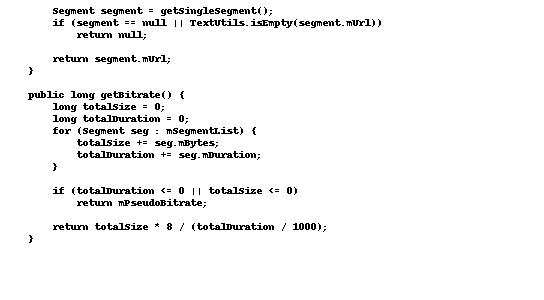 Segment segment = getSingleSegment();
if (segment == null || TextUtils.isEmpty(segment.mUrl))
return null;
return segment.mUrl;
}
public long getBitrate() {
long totalSize = 0;
long totalDuration = 0;
for (Segment seg : mSegmentList) {
totalSize += seg.mBytes;
totalDuration += seg.mDuration;
}
if (totalDuration <= 0 || totalSize <= 0)
return mPseudoBitrate;
return totalSize * 8 / (totalDuration / 1000);
}